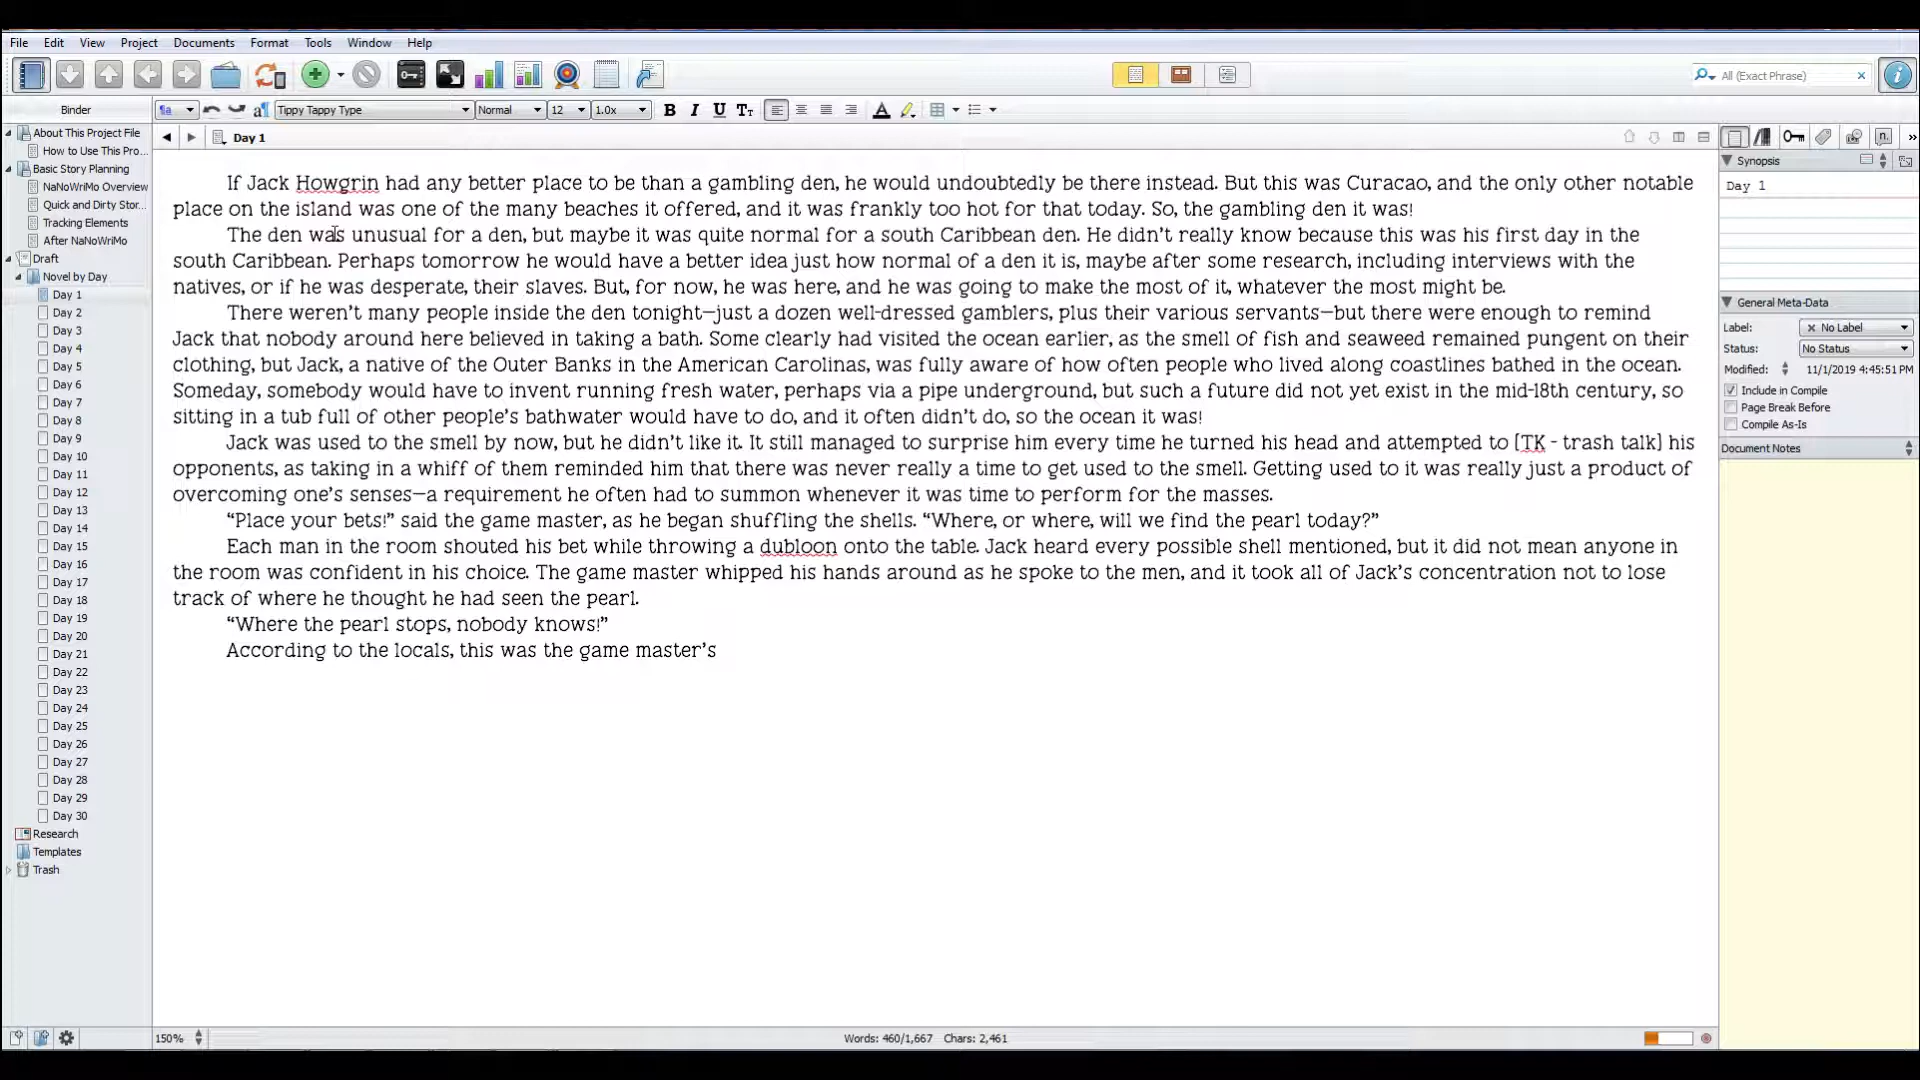 File Edit View Project Documents Format Tools Window Help
All (Exact Phrase)
Binder
Tippy Tappy Type Normal 12 1.0x B I U TT A
About This Project File
How to Use This Pro...
Basic Story Planning
NaNoWriMo Overview
Quick and Dirty Stor...
Tracking Elements
After NaNoWriMo
Draft
Novel by Day
Day 1
Day 2
Day 3
Day 4
Day 5
Day 6
Day 7
Day 8
Day 9
Day 10
Day 11
Day 12
Day 13
Day 14
Day 15
Day 16
Day 17
Day 18
Day 19
Day 20
Day 21
Day 22
Day 23
Day 24
Day 25
Day 26
Day 27
Day 28
Day 29
Day 30
Research
Templates
Trash
Day 1
If Jack Howgrin had any better place to be than a gambling den, he would undoubtedly be there instead. But this was Curacao, and the only other notable
place on the island was one of the many beaches it offered, and it was frankly too hot for that today. So, the gambling den it was!
The den was unusual for a den, but maybe it was quite normal for a south Caribbean den. He didn’t really know because this was his first day in the
south Caribbean. Perhaps tomorrow he would have a better idea just how normal of a den it is, maybe after some research, including interviews with the
natives, or if he was desperate, their slaves. But, for now, he was here, and he was going to make the most of it, whatever the most might be.
There weren’t many people inside the den tonight—just a dozen well-dressed gamblers, plus their various servants—but there were enough to remind
Jack that nobody around here believed in taking a bath. Some clearly had visited the ocean earlier, as the smell of fish and seaweed remained pungent on their
clothing, but Jack, a native of the Outer Banks in the American Carolinas, was fully aware of how often people who lived along coastlines bathed in the ocean.
Someday, somebody would have to invent running fresh water, perhaps via a pipe underground, but such a future did not yet exist in the mid-18th century, so
sitting in a tub full of other people’s bathwater would have to do, and it often didn’t do, so the ocean it was!
Jack was used to the smell by now, but he didn’t like it. It still managed to surprise him every time he turned his head and attempted to [TK - trash talk] his
opponents, as taking in a whiff of them reminded him that there was never really a time to get used to the smell. Getting used to it was really just a product of
overcoming one’s senses—a requirement he often had to summon whenever it was time to perform for the masses.
“Place your bets!” said the game master, as he began shuffling the shells. “Where, or where, will we find the pearl today?”
Each man in the room shouted his bet while throwing a dubloon onto the table. Jack heard every possible shell mentioned, but it did not mean anyone in
the room was confident in his choice. The game master whipped his hands around as he spoke to the men, and it took all of Jack’s concentration not to lose
track of where he thought he had seen the pearl.
“Where the pearl stops, nobody knows!”
According to the locals, this was the game master’s
150%
Words: 460/1,667 Chars: 2,461
Synopsis
Day 1
General Meta-Data
Label: No Label
Status: No Status
Modified: 11/1/2019 4:45:51 PM
Include in Compile
Page Break Before
Compile As-Is
Document Notes